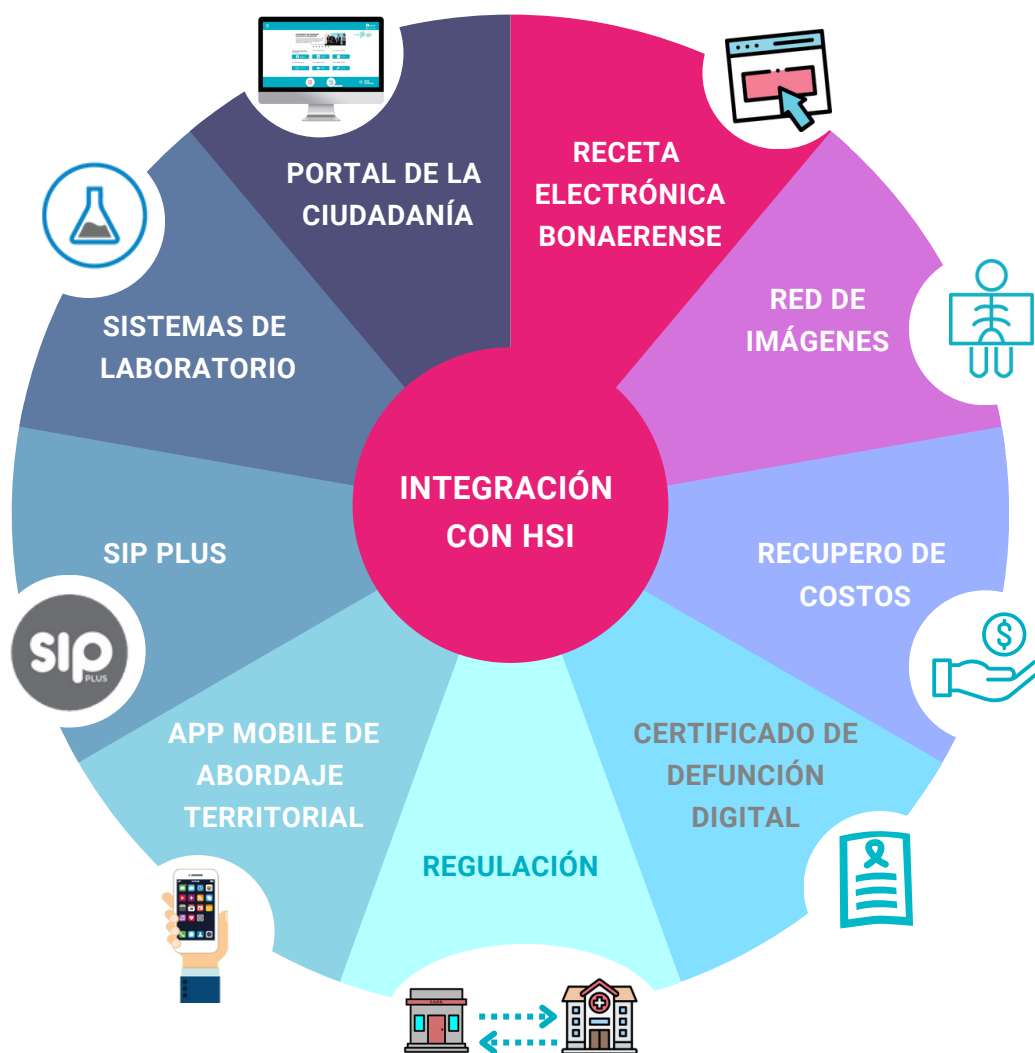 PORTAL DE LA
CIUDADANÍA
RECETA
ELECTRÓNICA
BONAERENSE
RED DE
IMÁGENES
SISTEMAS DE
LABORATORIO
INTEGRACIÓN
CON HSI
SIP PLUS
RECUPERO DE
COSTOS
$
sip
PLUS
APP MOBILE DE
ABORDAJE
TERRITORIAL
CERTIFICADO DE
DEFUNCIÓN
DIGITAL
REGULACIÓN